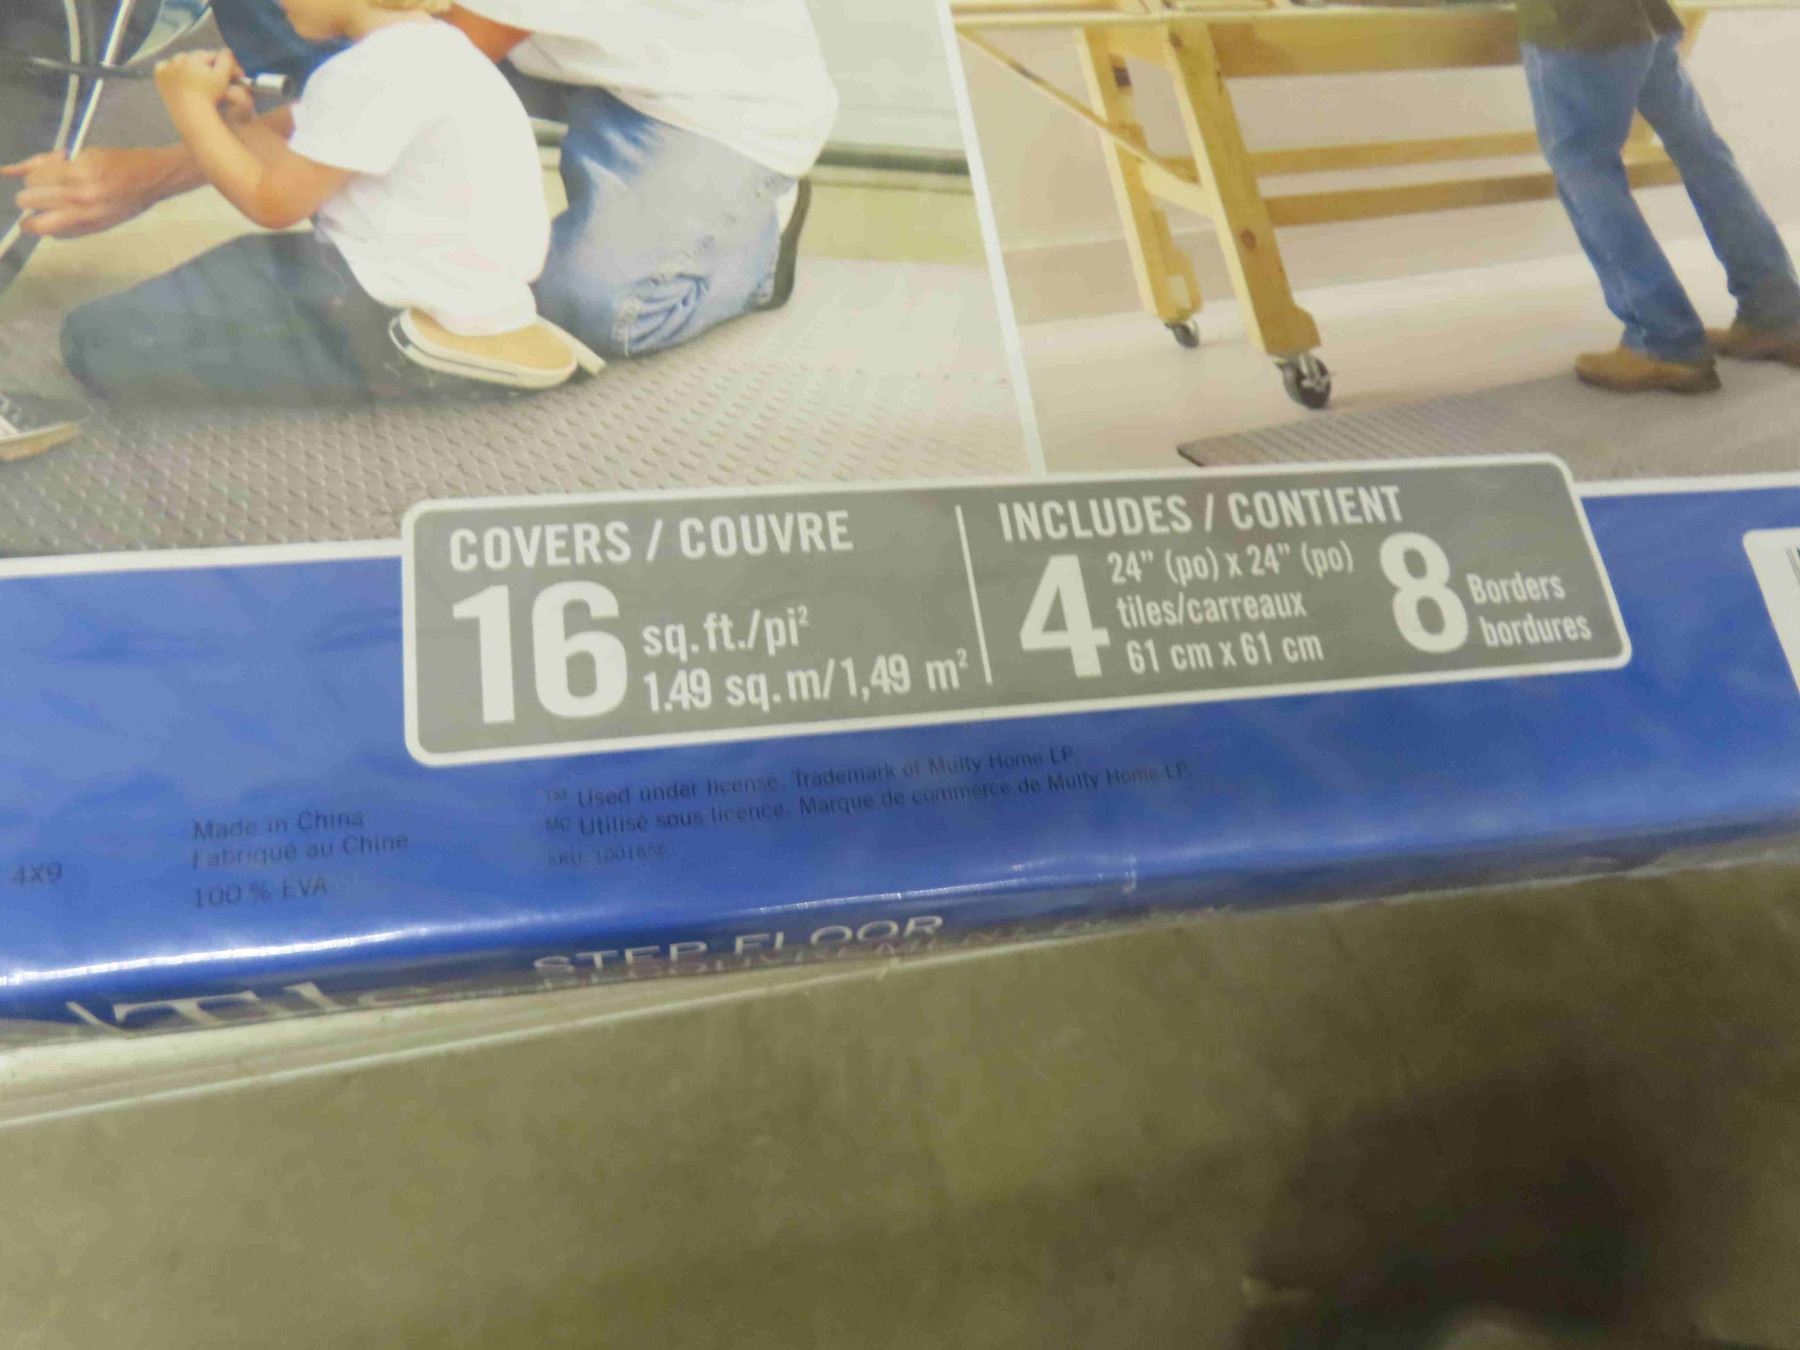 COVERS / COUVRE
16 sq. ft./pi²
1.49 sq. m/1,49 m²
INCLUDES / CONTIENT
4 24" (po) x 24" (po)
tiles/carreaux
61 cm x 61 cm
8 Borders
bordures
TM Used under license. Trademark of Multy Home LP.
MC Utilisé sous licence. Marque de commerce de Multy Home LP.
SKU: 1001656
Made in China
Fabriqué au Chine
100 % EVA
4X9
STEP FLOOR